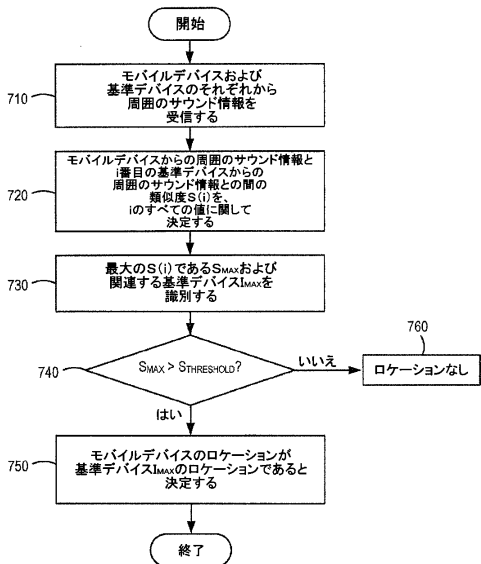 開始
710
モバイルデバイスおよび
基準デバイスのそれぞれから
周囲のサウンド情報を
受信する
720
モバイルデバイスからの周囲のサウンド情報と
i番目の基準デバイスからの
周囲のサウンド情報との間の
類似度S(i)を、
iのすべての値に関して
決定する
730
最大のS(i)であるSMAXおよび
関連する基準デバイスIMAXを
識別する
740
SMAX > STHRESHOLD?
いいえ
760
ロケーションなし
はい
750
モバイルデバイスのロケーションが
基準デバイスIMAXのロケーションであると
決定する
終了